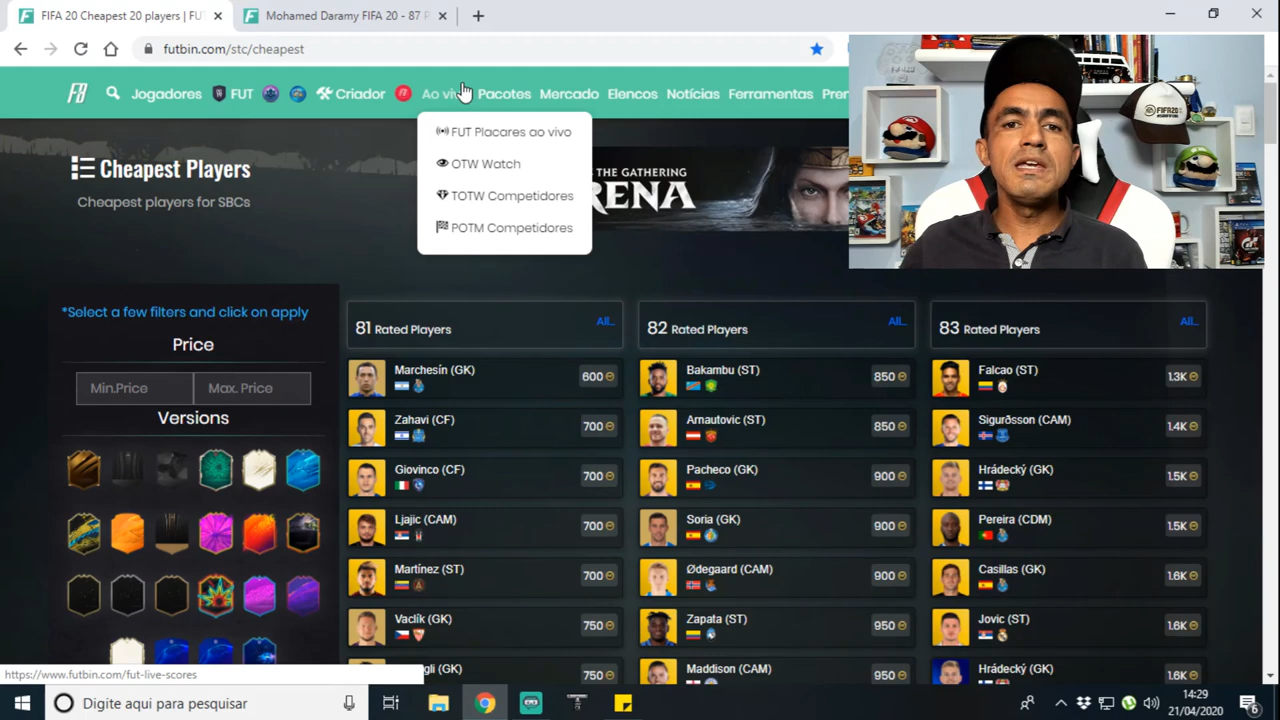 FIFA 20 Cheapest 20 players | FUT
Mohamed Daramy FIFA 20 - 87 P
futbin.com/stc/cheapest
F8
Jogadores
FUT
Criador
Ao vivo
Pacotes
Mercado
Elencos
Notícias
Ferramentas
FUT Placares ao vivo
OTW Watch
TOTW Competidores
POTM Competidores
Cheapest Players
Cheapest players for SBCs
THE GATHERING
ARENA
FIFA20
*Select a few filters and click on apply
Price
Min.Price
Max. Price
Versions
81 Rated Players
All...
Marchesín (GK)
600
Zahavi (CF)
700
Giovinco (CF)
700
Ljajic (CAM)
700
Martínez (ST)
700
Vaclík (GK)
750
(GK)
750
82 Rated Players
All...
Bakambu (ST)
850
Arnautovic (ST)
850
Pacheco (GK)
900
Soria (GK)
900
Ødegaard (CAM)
900
Zapata (ST)
950
Maddison (CAM)
950
83 Rated Players
All...
Falcao (ST)
1.3K
Sigurðsson (CAM)
1.4K
Hrádecký (GK)
1.5K
Pereira (CDM)
1.5K
Casillas (GK)
1.6K
Jovic (ST)
1.6K
Hrádecký (GK)
1.6K
https://www.futbin.com/fut-live-scores
Digite aqui para pesquisar
14:29
21/04/2020
6